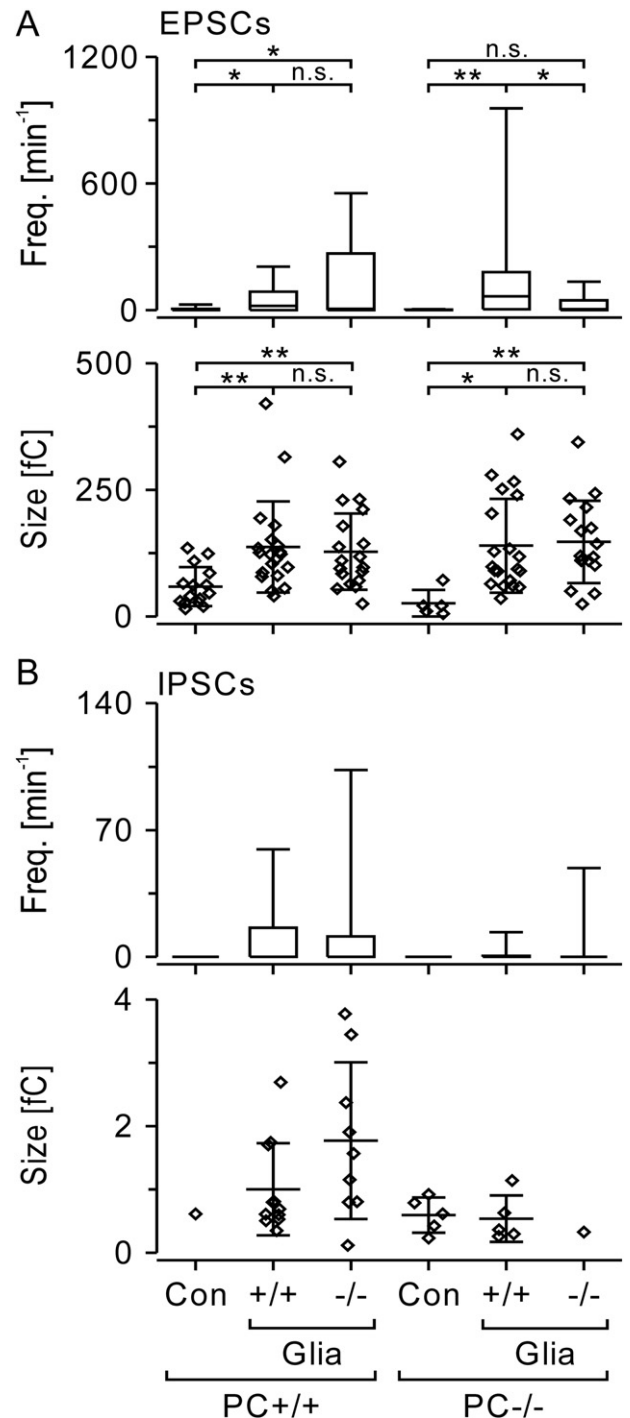 A
EPSCs
1200
600
0
Freq. [min-1]
*
* n.s.
n.s.
** *
500
250
0
Size [fC]
**
** n.s.
**
* n.s.
B
IPSCs
140
70
0
Freq. [min-1]
4
2
0
Size [fC]
Con +/+ -/- Con +/+ -/-
Glia Glia
PC+/+ PC-/-